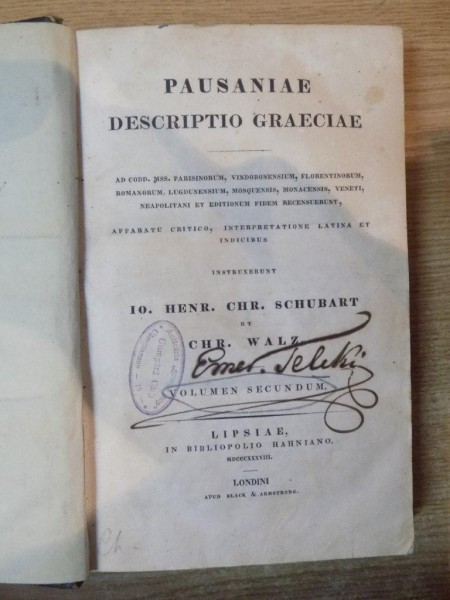 PAUSANIAE
DESCRIPTIO GRAECIAE
AD CODD. MSS. PARISINORUM, VINDOBONENSIUM, FLORENTINORUM,
ROMANORUM, LUGDUNENSIUM, MOSQUENSIS, MONACENSIS, VENETI,
NEAPOLITANI ET EDITIONUM FIDEM RECENSUERUNT,
APPARATU CRITICO, INTERPRETATIONE LATINA ET
INDICIBUS
INSTRUXERUNT
IO. HENR. CHR. SCHUBART
ET
CHR. WALZ.
Teleki
VOLUMEN SECUNDUM.
LIPSIAE,
IN BIBLIOPOLIO HAHNIANO.
MDCCCXXXVIII.
LONDINI
APUD BLACK & ARMSTRONG.
Ch.